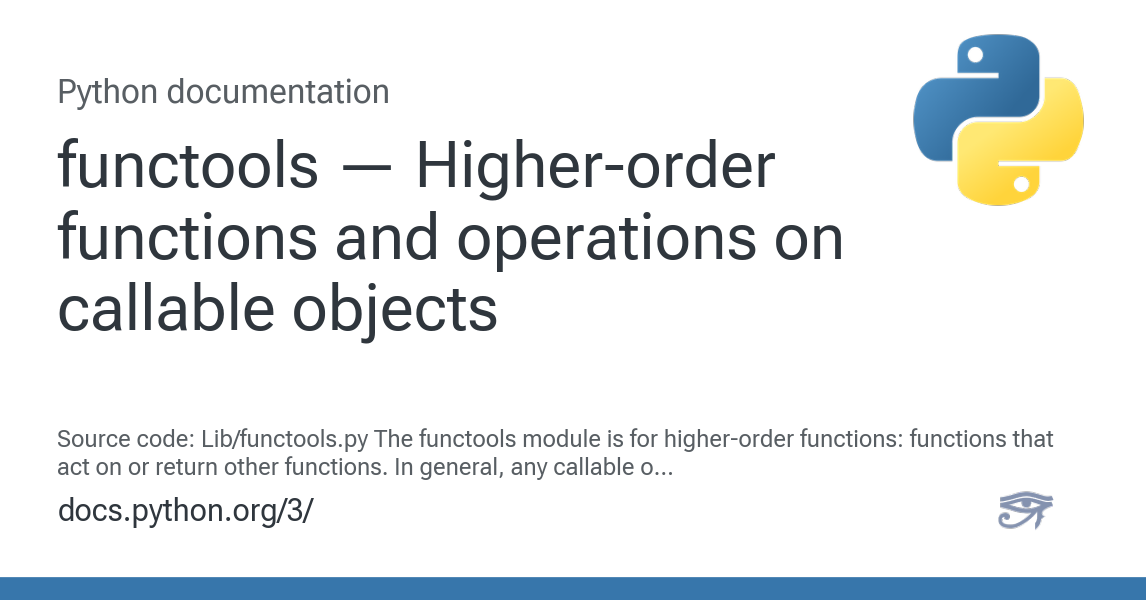 Python documentation
functools — Higher-order
functions and operations on
callable objects
Source code: Lib/functools.py The functools module is for higher-order functions: functions that
act on or return other functions. In general, any callable o...
docs.python.org/3/